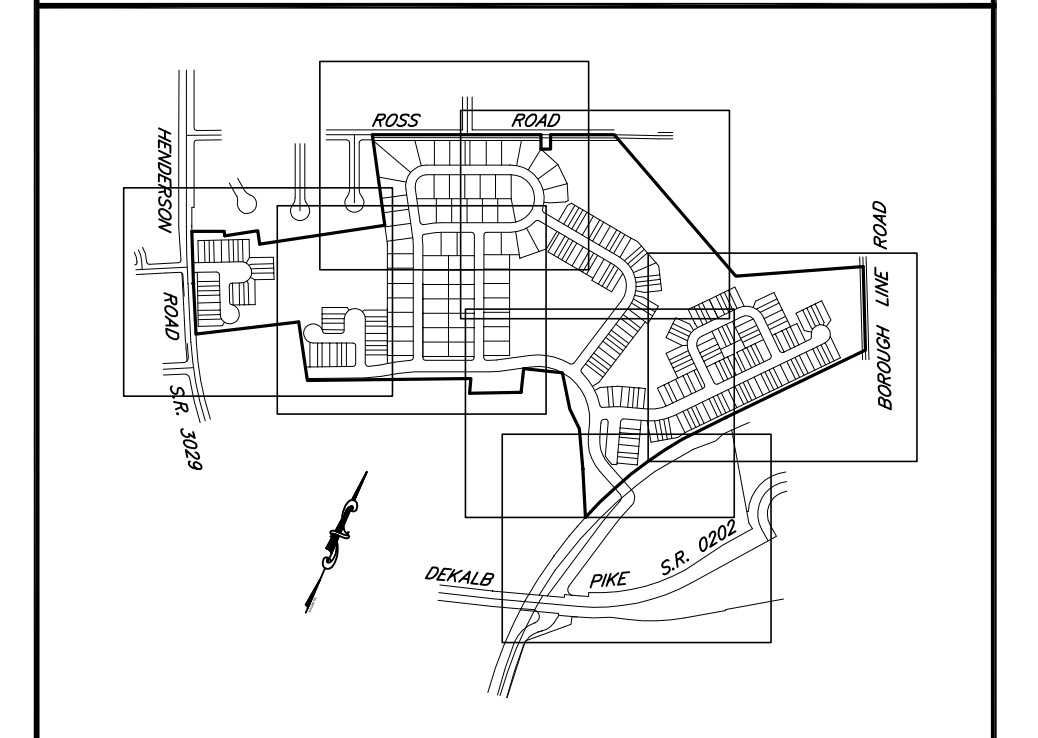 ROSS ROAD
HENDERSON
ROAD
S.R. 3029
BOROUGH LINE ROAD
DEKALB PIKE S.R. 0202